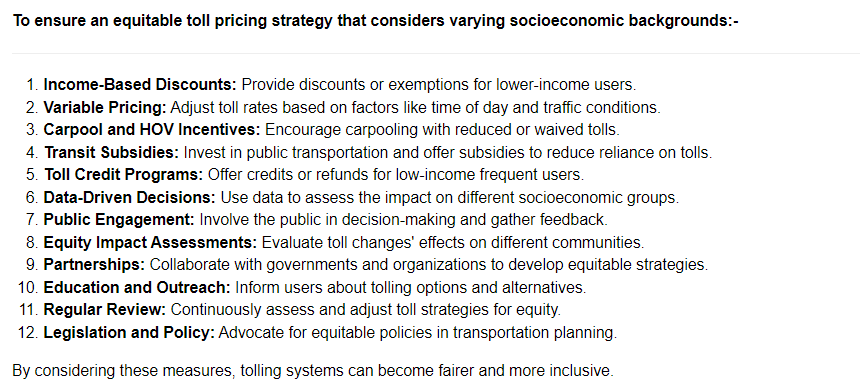 To ensure an equitable toll pricing strategy that considers varying socioeconomic backgrounds:-
1. Income-Based Discounts: Provide discounts or exemptions for lower-income users.
2. Variable Pricing: Adjust toll rates based on factors like time of day and traffic conditions.
3. Carpool and HOV Incentives: Encourage carpooling with reduced or waived tolls.
4. Transit Subsidies: Invest in public transportation and offer subsidies to reduce reliance on tolls.
5. Toll Credit Programs: Offer credits or refunds for low-income frequent users.
6. Data-Driven Decisions: Use data to assess the impact on different socioeconomic groups.
7. Public Engagement: Involve the public in decision-making and gather feedback.
8. Equity Impact Assessments: Evaluate toll changes' effects on different communities.
9. Partnerships: Collaborate with governments and organizations to develop equitable strategies.
10. Education and Outreach: Inform users about tolling options and alternatives.
11. Regular Review: Continuously assess and adjust toll strategies for equity.
12. Legislation and Policy: Advocate for equitable policies in transportation planning.
By considering these measures, tolling systems can become fairer and more inclusive.